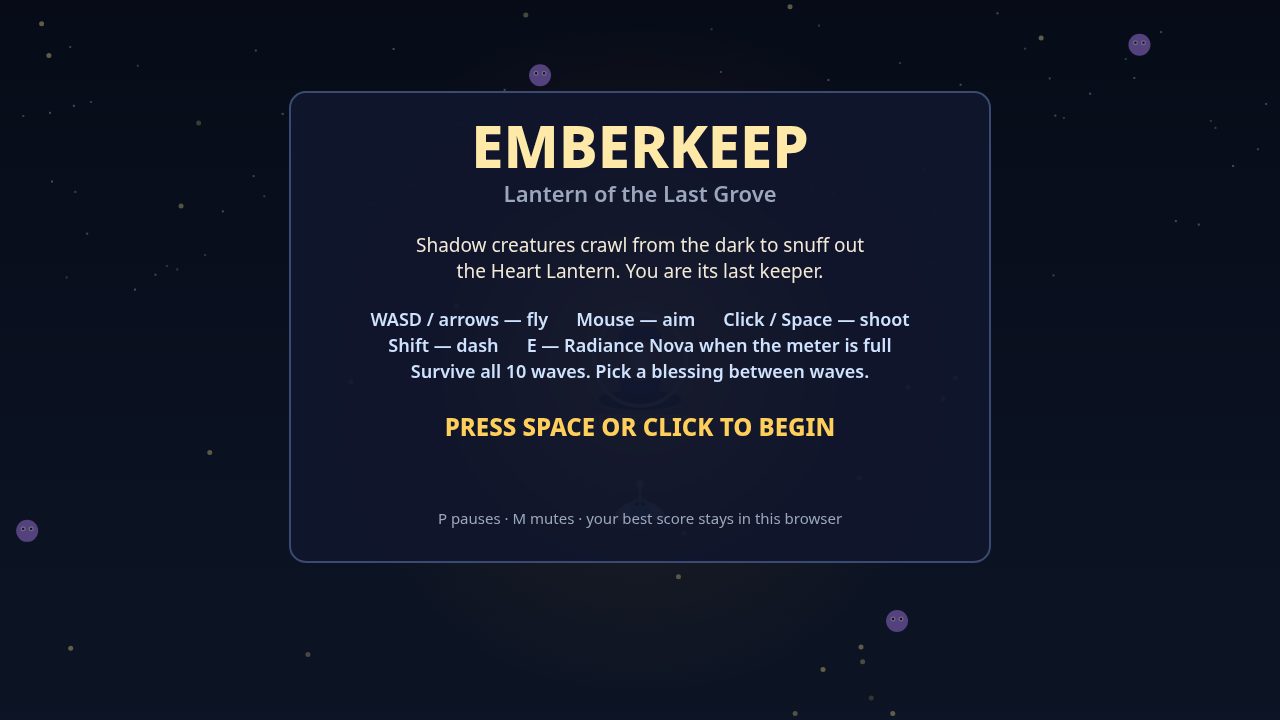 EMBERKEEP
Lantern of the Last Grove
Shadow creatures crawl from the dark to snuff out
the Heart Lantern. You are its last keeper.
WASD / arrows — fly Mouse — aim Click / Space — shoot
Shift — dash E — Radiance Nova when the meter is full
Survive all 10 waves. Pick a blessing between waves.
PRESS SPACE OR CLICK TO BEGIN
P pauses · M mutes · your best score stays in this browser